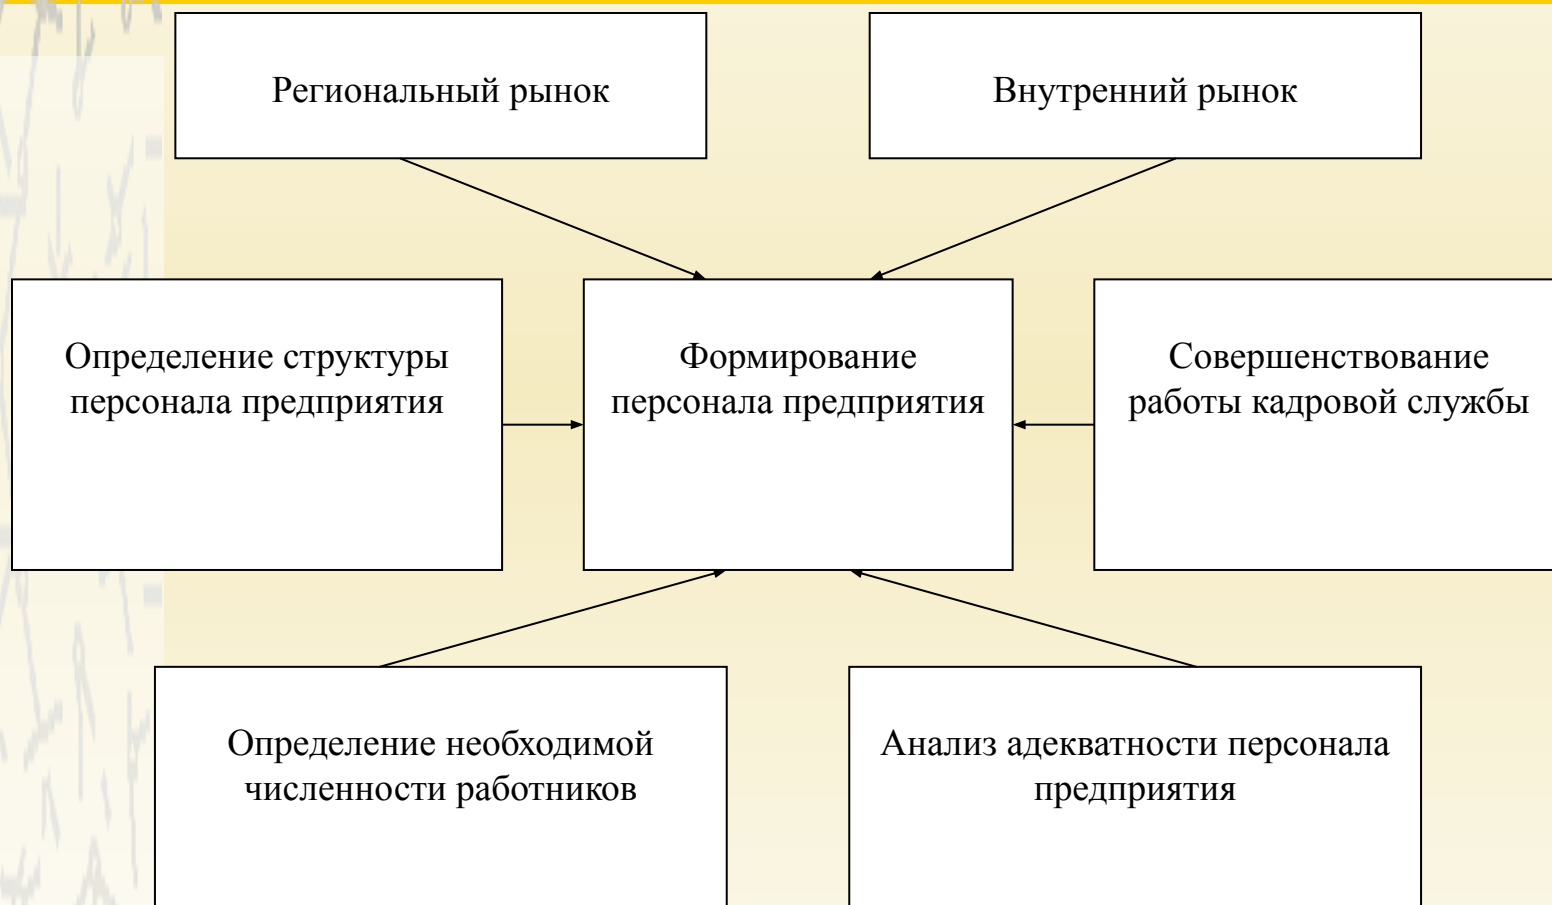 Региональный рынок
Внутренний рынок
Определение структуры
персонала предприятия
Формирование
персонала предприятия
Совершенствование
работы кадровой службы
Определение необходимой
численности работников
Анализ адекватности персонала
предприятия